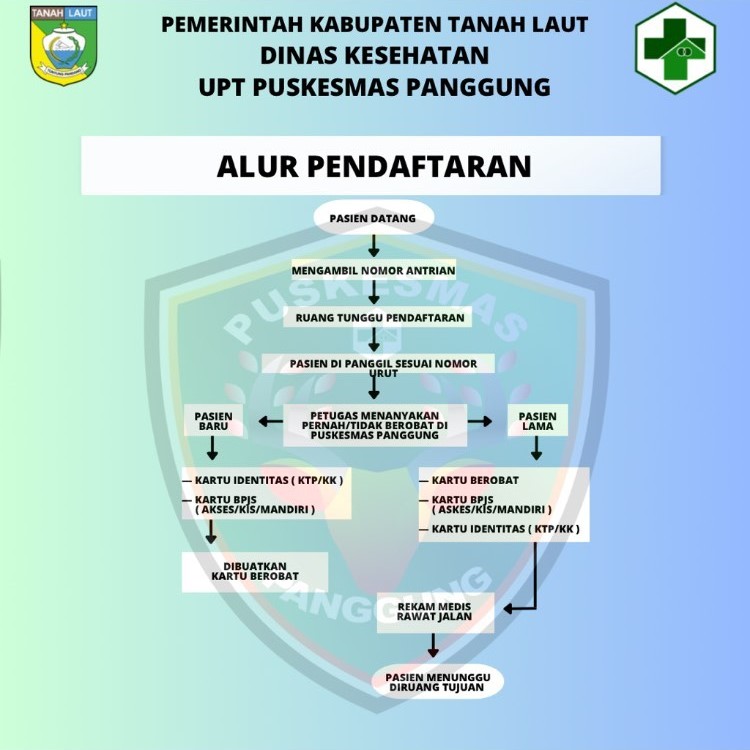 TANAH LAUT
PEMERINTAH KABUPATEN TANAH LAUT
DINAS KESEHATAN
UPT PUSKESMAS PANGGUNG
ALUR PENDAFTARAN
PASIEN DATANG
MENGAMBIL NOMOR ANTRIAN
PUSKESMAS
RUANG TUNGGU PENDAFTARAN
PASIEN DI PANGGIL SESUAI NOMOR
URUT
PETUGAS MENANYAKAN
PERNAH/TIDAK BEROBAT DI
PUSKESMAS PANGGUNG
PASIEN
BARU
— KARTU IDENTITAS ( KTP/KK )
— KARTU BPJS
( AKSES/KIS/MANDIRI )
DIBUATKAN
KARTU BEROBAT
PASIEN
LAMA
— KARTU BEROBAT
— KARTU BPJS
( ASKES/KIS/MANDIRI )
— KARTU IDENTITAS ( KTP/KK )
PANGGUNG
REKAM MEDIS
RAWAT JALAN
PASIEN MENUNGGU
DIRUANG TUJUAN